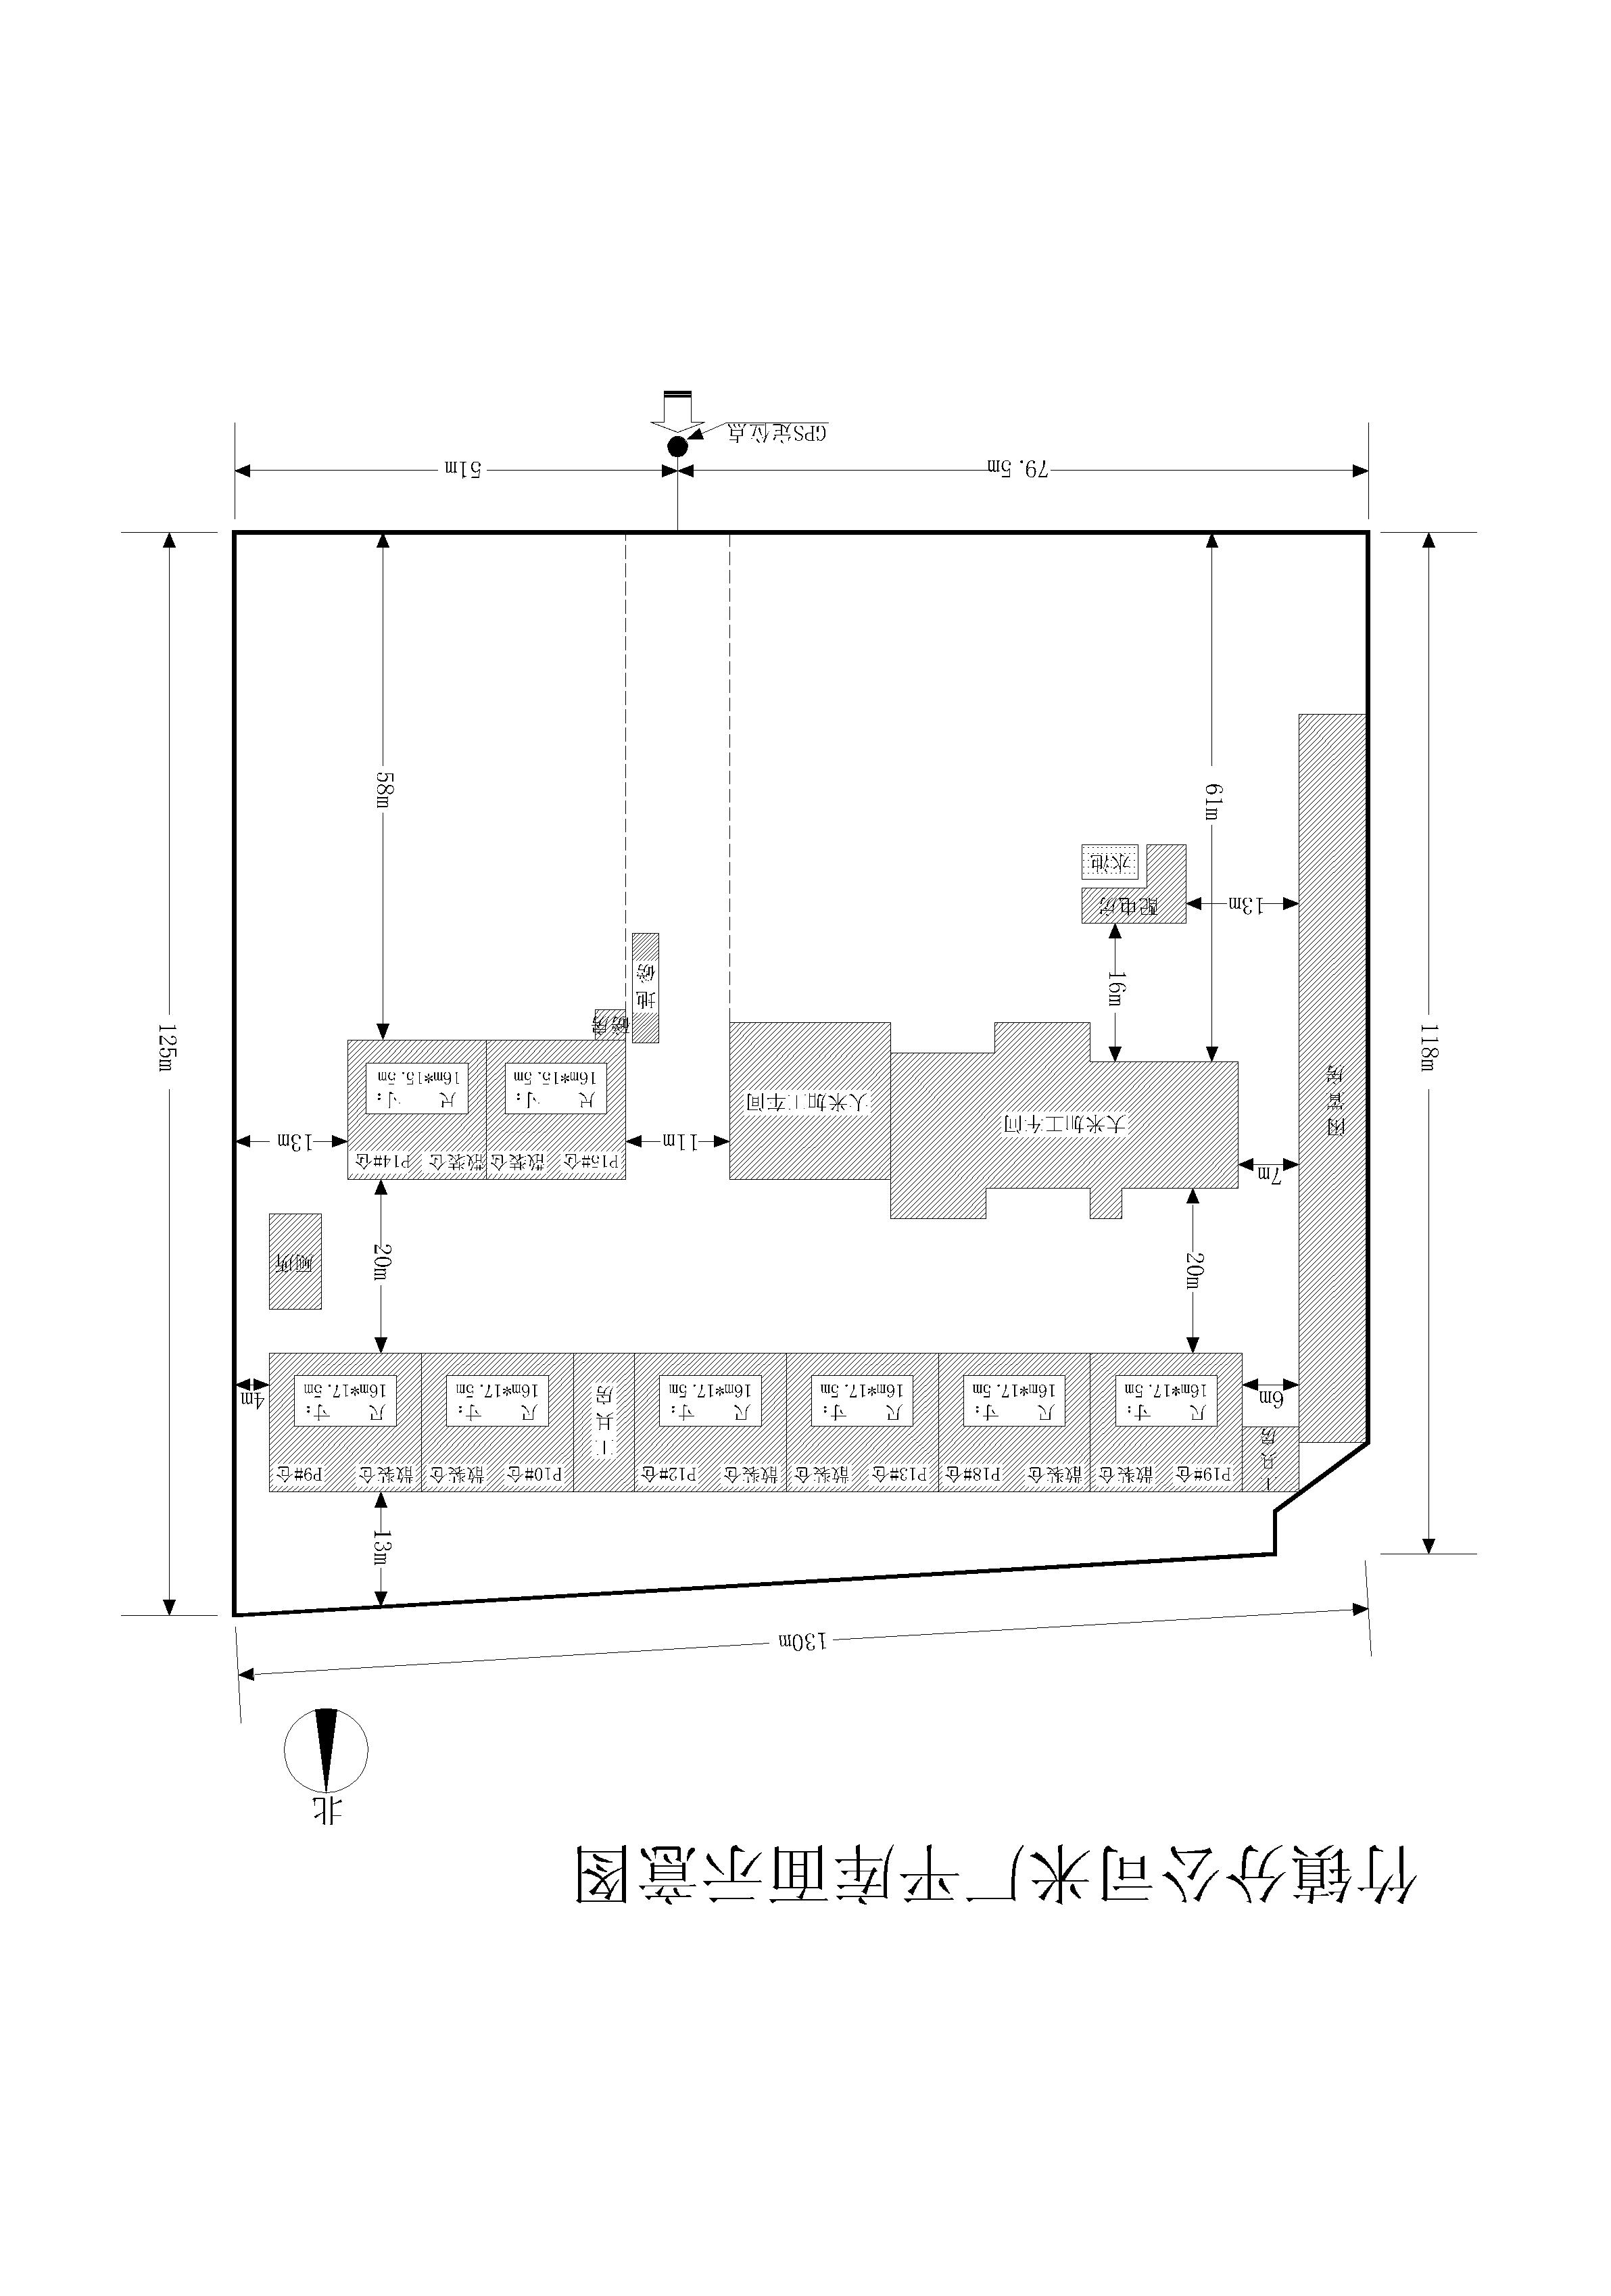 竹镇分公司米厂平库面示意图
北
130m
13m
工具房
P19#仓 散装仓
散装仓 P18#仓
P13#仓 散装仓
散装仓 P12#仓
工具房
P10#仓 散装仓
散装仓 P9#仓
尺 寸:
16m*17.5m
尺 寸:
16m*17.5m
尺 寸:
16m*17.5m
尺 寸:
16m*17.5m
尺 寸:
16m*17.5m
尺 寸:
16m*17.5m
6m
4m
20m
20m
厕所
闲置房
7m
大米加工车间
大米加工车间
11m
P15#仓 散装仓
散装仓 P14#仓
尺 寸:
16m*15.5m
尺 寸:
16m*15.5m
13m
118m
125m
磅房
地磅
16m
13m
配电房
水池
61m
58m
79.5m
51m
GPS定位点